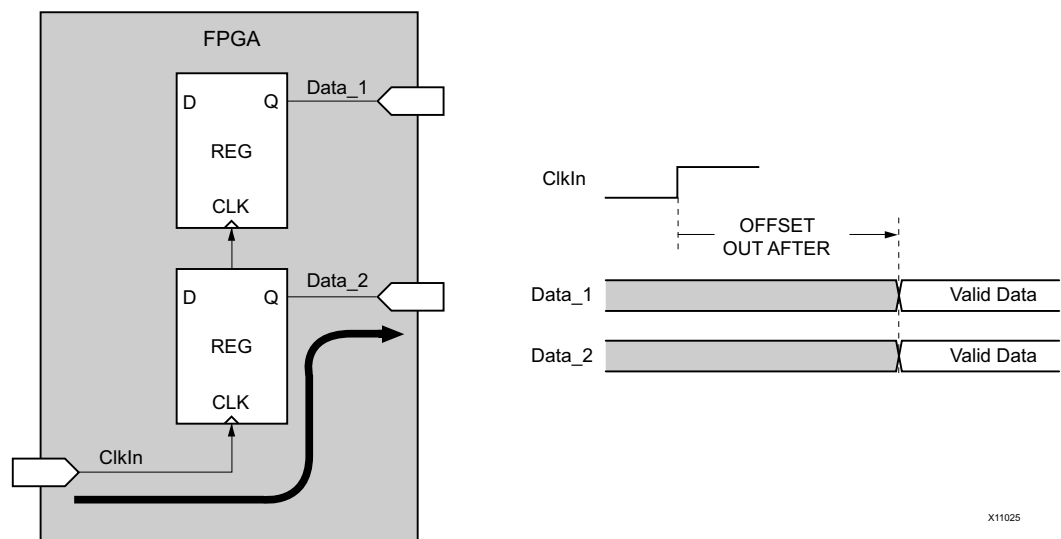 FPGA
Data_1
D Q
REG
CLK
Data_2
D Q
REG
CLK
ClkIn
ClkIn
OFFSET
OUT AFTER
Data_1 Valid Data
Data_2 Valid Data
X11025